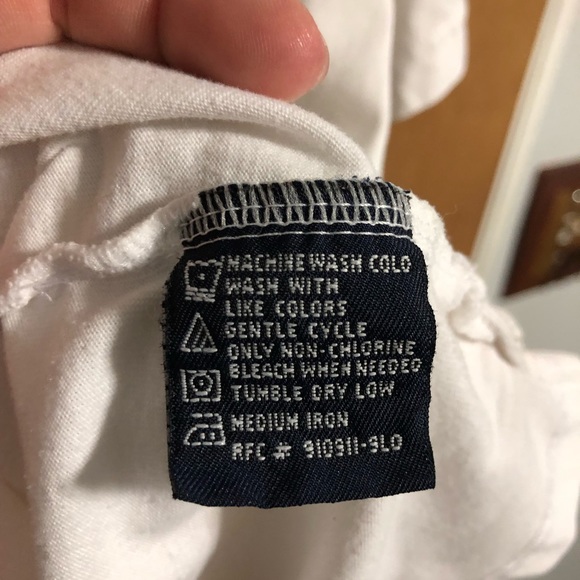 MACHINE WASH COLD
WASH WITH
LIKE COLORS
GENTLE CYCLE
ONLY NON-CHLORINE
BLEACH WHEN NEEDED
TUMBLE DRY LOW
MEDIUM IRON
RFC # 910911-9LO